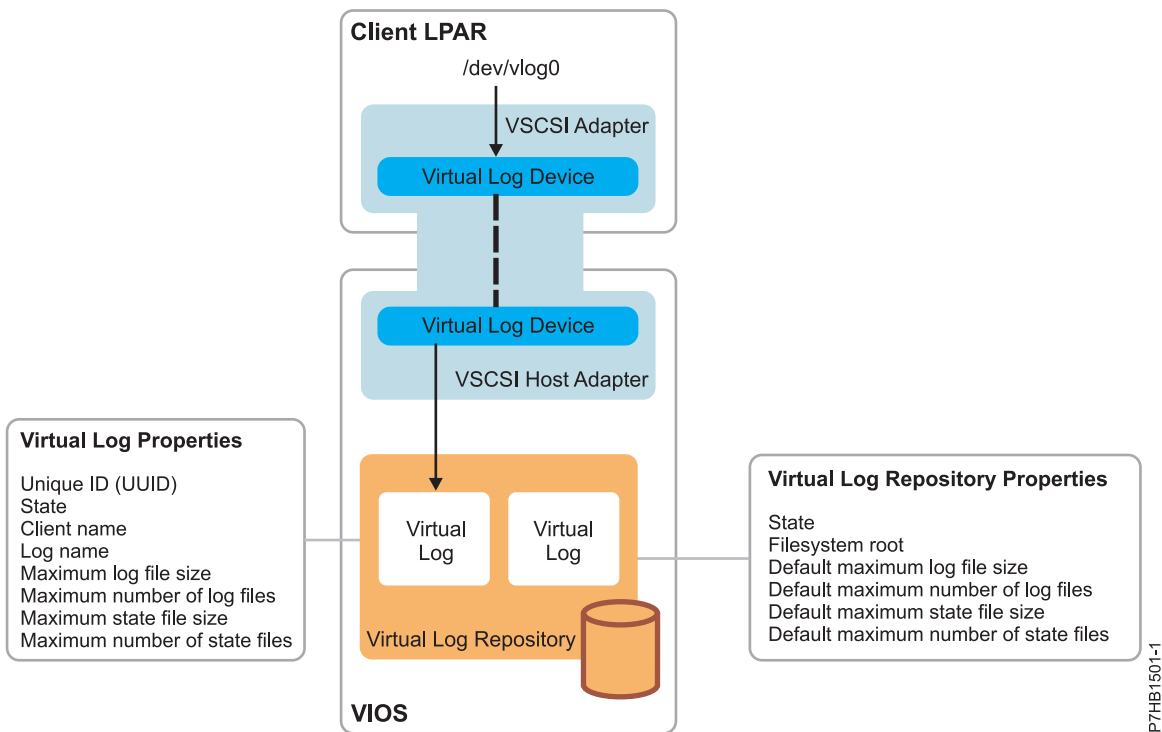 Client LPAR
/dev/vlog0
VSCSI Adapter
Virtual Log Device
Virtual Log Device
VSCSI Host Adapter
Virtual Log Properties
Unique ID (UUID)
State
Client name
Log name
Maximum log file size
Maximum number of log files
Maximum state file size
Maximum number of state files
Virtual
Log
Virtual
Log
Virtual Log Repository
VIOS
Virtual Log Repository Properties
State
Filesystem root
Default maximum log file size
Default maximum number of log files
Default maximum state file size
Default maximum number of state files
P7HB1501-1